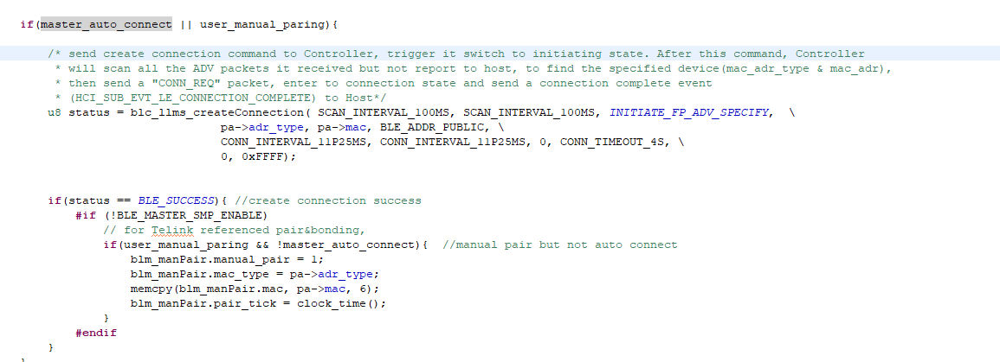 if(master_auto_connect || user_manual_paring){
/* send create connection command to Controller, trigger it switch to initiating state. After this command, Controller
* will scan all the ADV packets it received but not report to host, to find the specified device(mac_adr_type & mac_adr),
* then send a "CONN_REQ" packet, enter to connection state and send a connection complete event
* (HCI_SUB_EVT_LE_CONNECTION_COMPLETE) to Host*/
u8 status = blc_llms_createConnection( SCAN_INTERVAL_100MS, SCAN_INTERVAL_100MS, INITIATE_FP_ADV_SPECIFY, \
pa->adr_type, pa->mac, BLE_ADDR_PUBLIC, \
CONN_INTERVAL_11P25MS, CONN_INTERVAL_11P25MS, 0, CONN_TIMEOUT_4S, \
0, 0xFFFF);
if(status == BLE_SUCCESS){ //create connection success
#if (!BLE_MASTER_SMP_ENABLE)
// for Telink referenced pair&bonding,
if(user_manual_paring && !master_auto_connect){ //manual pair but not auto connect
blm_manPair.manual_pair = 1;
blm_manPair.mac_type = pa->adr_type;
memcpy(blm_manPair.mac, pa->mac, 6);
blm_manPair.pair_tick = clock_time();
}
#endif
}